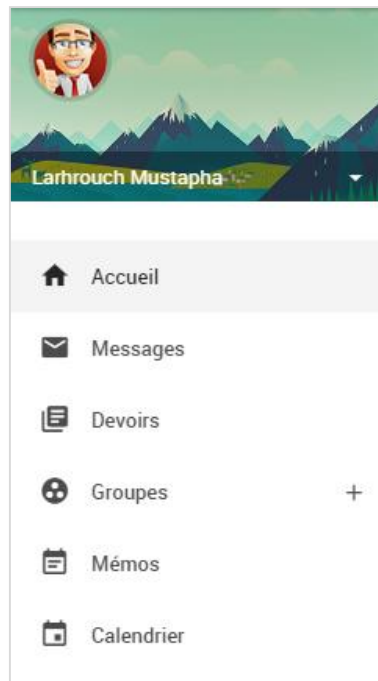 Larhrouch Mustapha
Accueil
Messages
Devoirs
Groupes +
Mémos
Calendrier